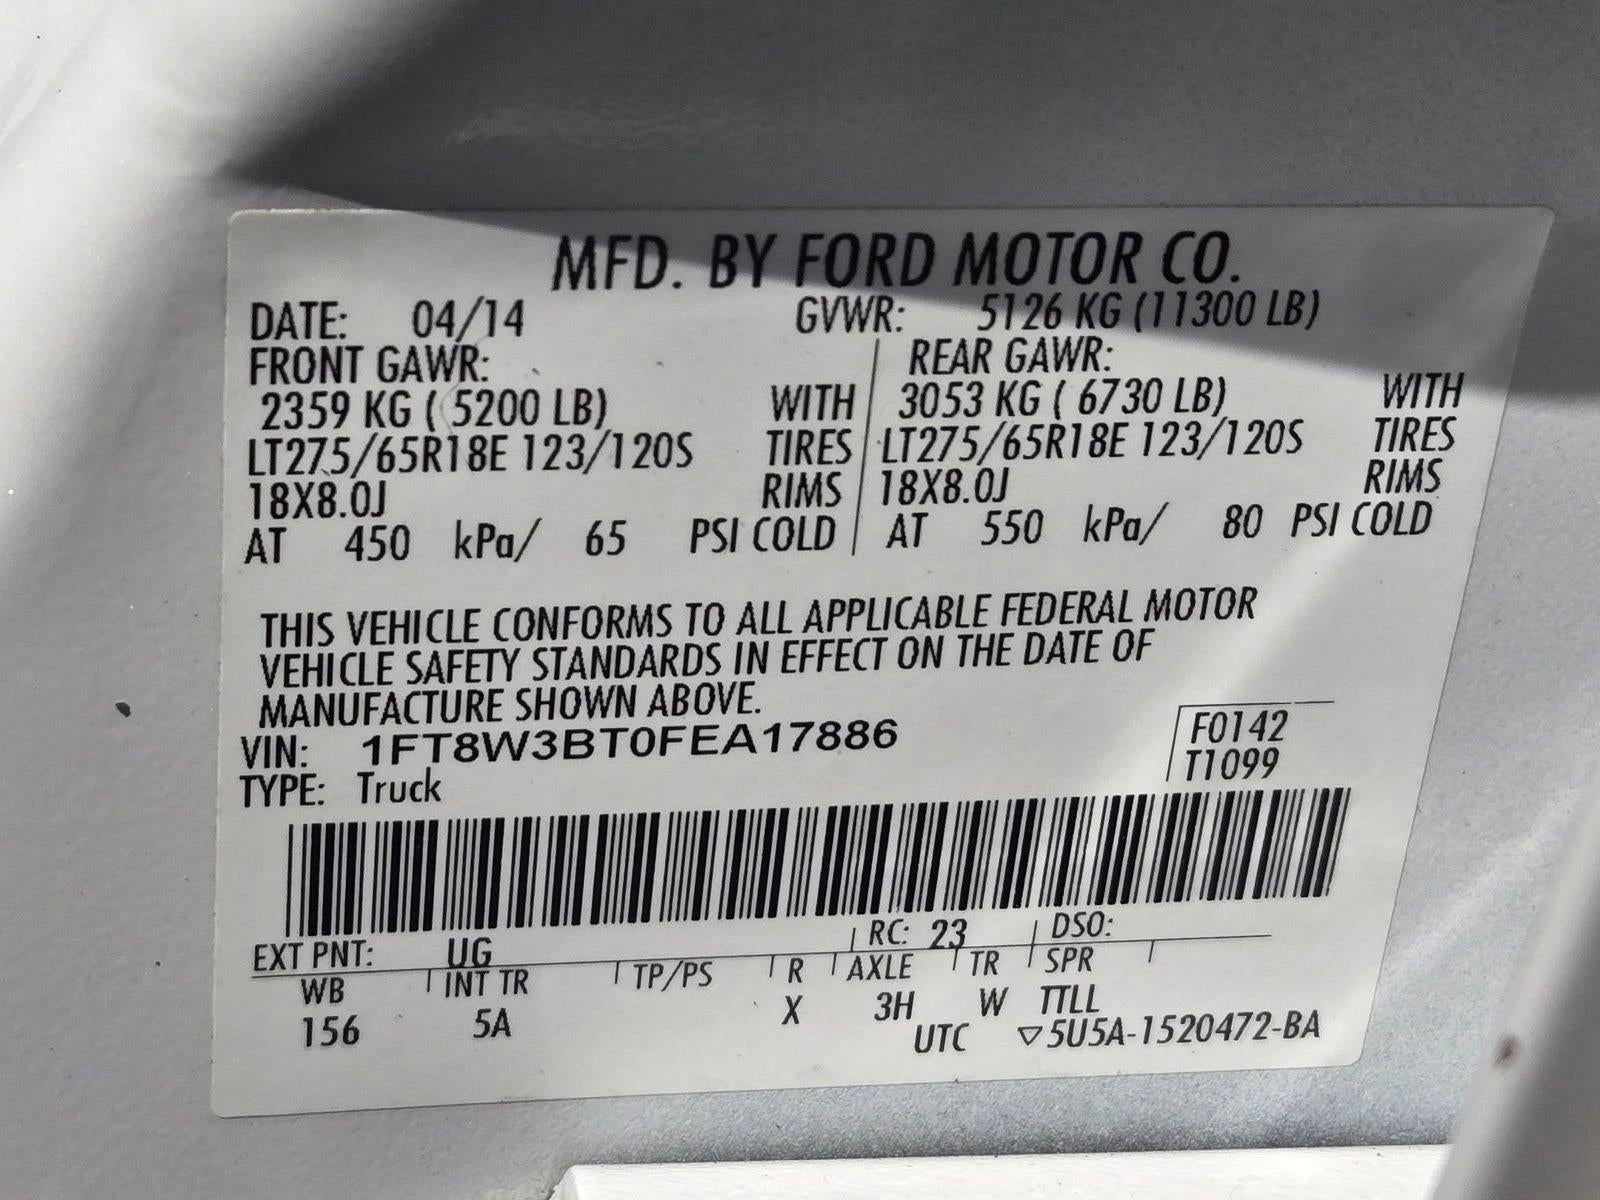 MFD. BY FORD MOTOR CO.
DATE: 04/14 GVWR: 5126 KG (11300 LB)
FRONT GAWR: REAR GAWR:
2359 KG ( 5200 LB) WITH 3053 KG ( 6730 LB) WITH
LT275/65R18E 123/120S TIRES LT275/65R18E 123/120S TIRES
18X8.0J RIMS 18X8.0J RIMS
AT 450 kPa/ 65 PSI COLD AT 550 kPa/ 80 PSI COLD
THIS VEHICLE CONFORMS TO ALL APPLICABLE FEDERAL MOTOR
VEHICLE SAFETY STANDARDS IN EFFECT ON THE DATE OF
MANUFACTURE SHOWN ABOVE.
VIN: 1FT8W3BT0FEA17886 F0142
TYPE: Truck T1099
EXT PNT: UG RC: 23 DSO:
WB INT TR TP/PS R AXLE TR SPR
156 5A X 3H W TTLL
UTC ▽5U5A-1520472-BA